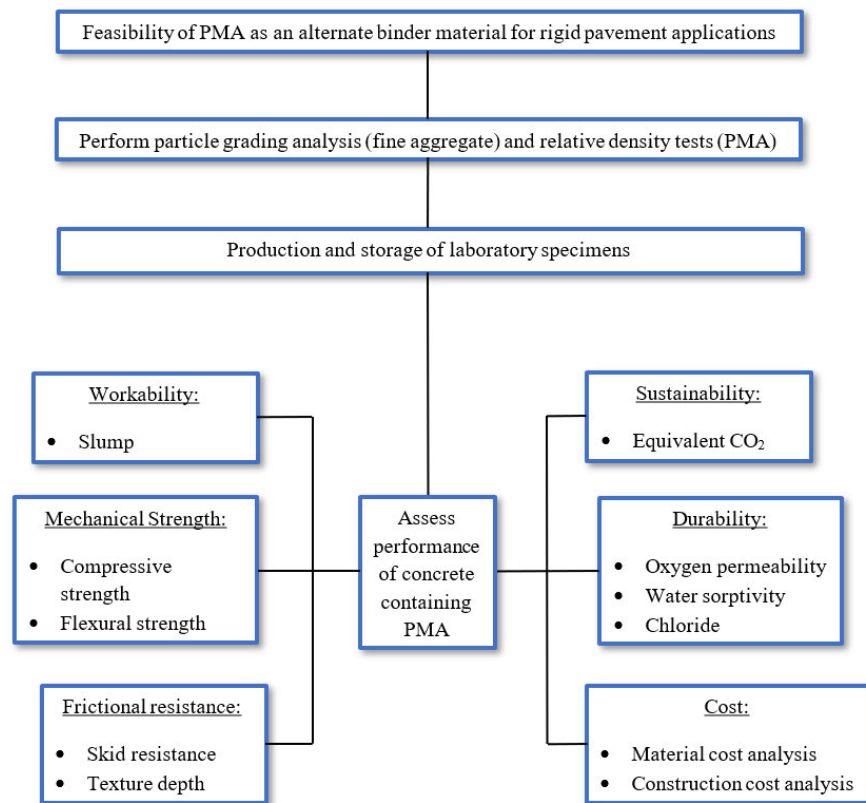 Feasibility of PMA as an alternate binder material for rigid pavement applications
Perform particle grading analysis (fine aggregate) and relative density tests (PMA)
Production and storage of laboratory specimens
Workability:
• Slump
Mechanical Strength:
• Compressive
strength
• Flexural strength
Frictional resistance:
• Skid resistance
• Texture depth
Assess
performance
of concrete
containing
PMA
Sustainability:
• Equivalent CO₂
Durability:
• Oxygen permeability
• Water sorptivity
• Chloride
Cost:
• Material cost analysis
• Construction cost analysis